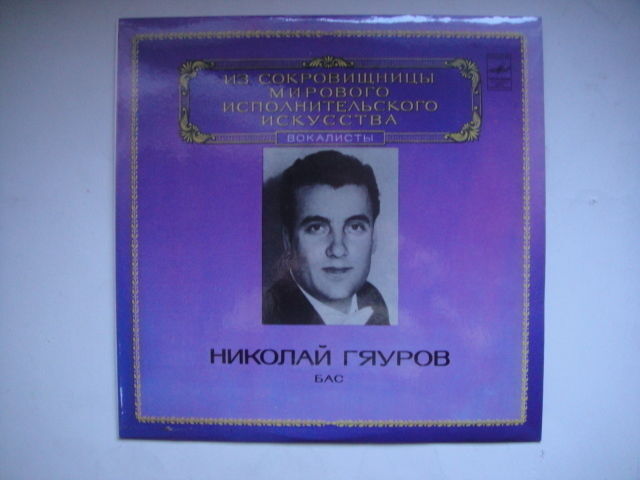 ИЗ СОКРОВИЩНИЦЫ
МИРОВОГО
ИСПОЛНИТЕЛЬСКОГО
ИСКУССТВА
ВОКАЛИСТЫ
НИКОЛАЙ ГЯУРОВ
БАС